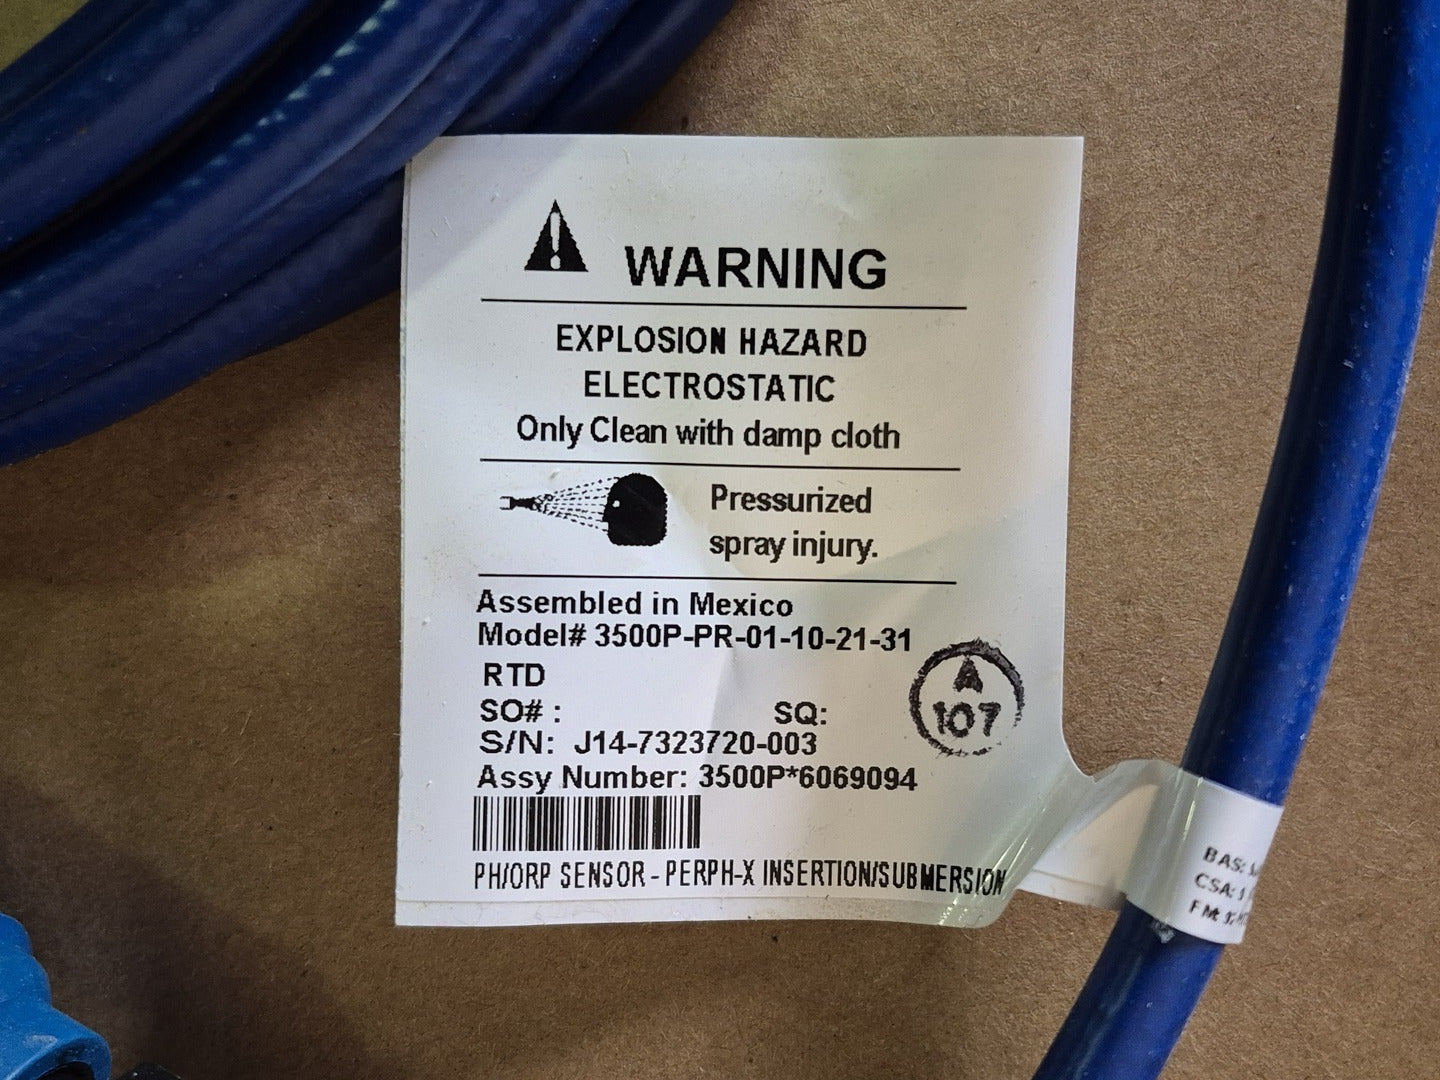 WARNING
EXPLOSION HAZARD
ELECTROSTATIC
Only Clean with damp cloth
Pressurized
spray injury.
Assembled in Mexico
Model# 3500P-PR-01-10-21-31
RTD
SO# : SQ:
S/N: J14-7323720-003
Assy Number: 3500P*6069094
A
107
PH/ORP SENSOR - PERPH-X INSERTION/SUBMERSION
BAS:
CSA:
FM: